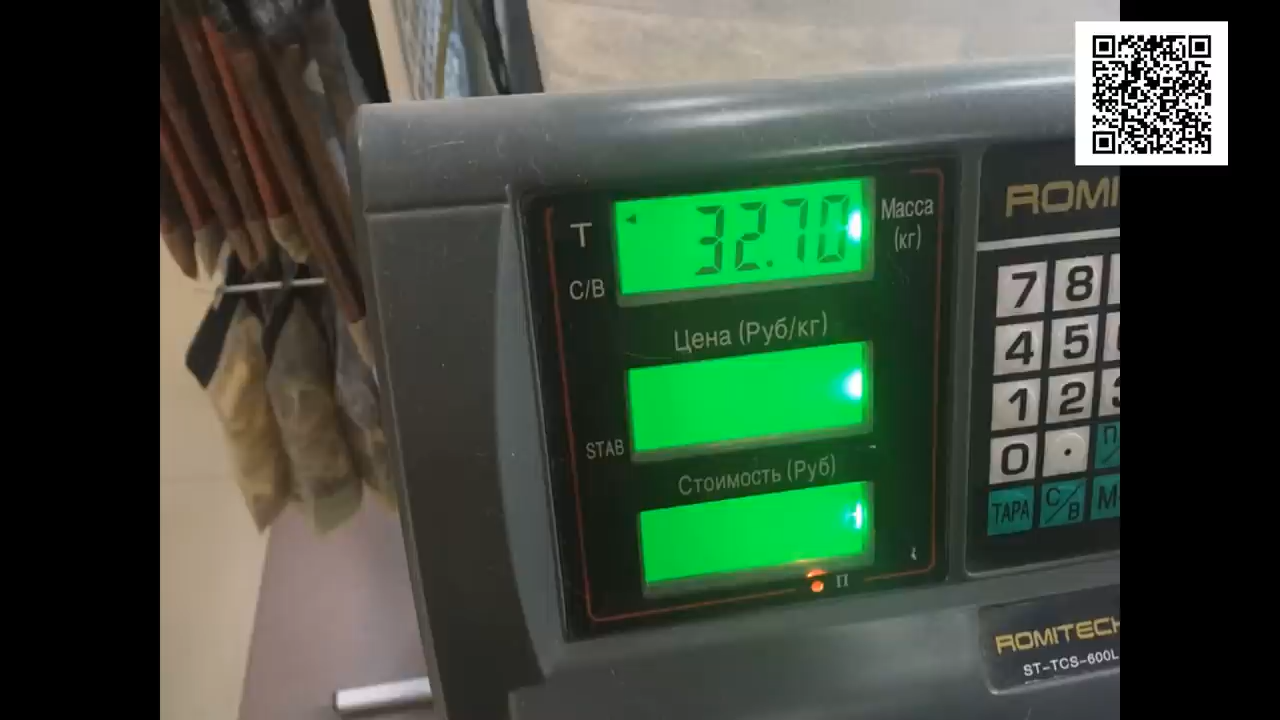 T
C/B
32.70
Масса
(кг)
Цена (Руб/кг)
STAB
Стоимость (Руб)
П
ROMI
7 8
4 5
1 2 3
0 .
ТАРА С/В М
ROMITECH
ST-TCS-600L